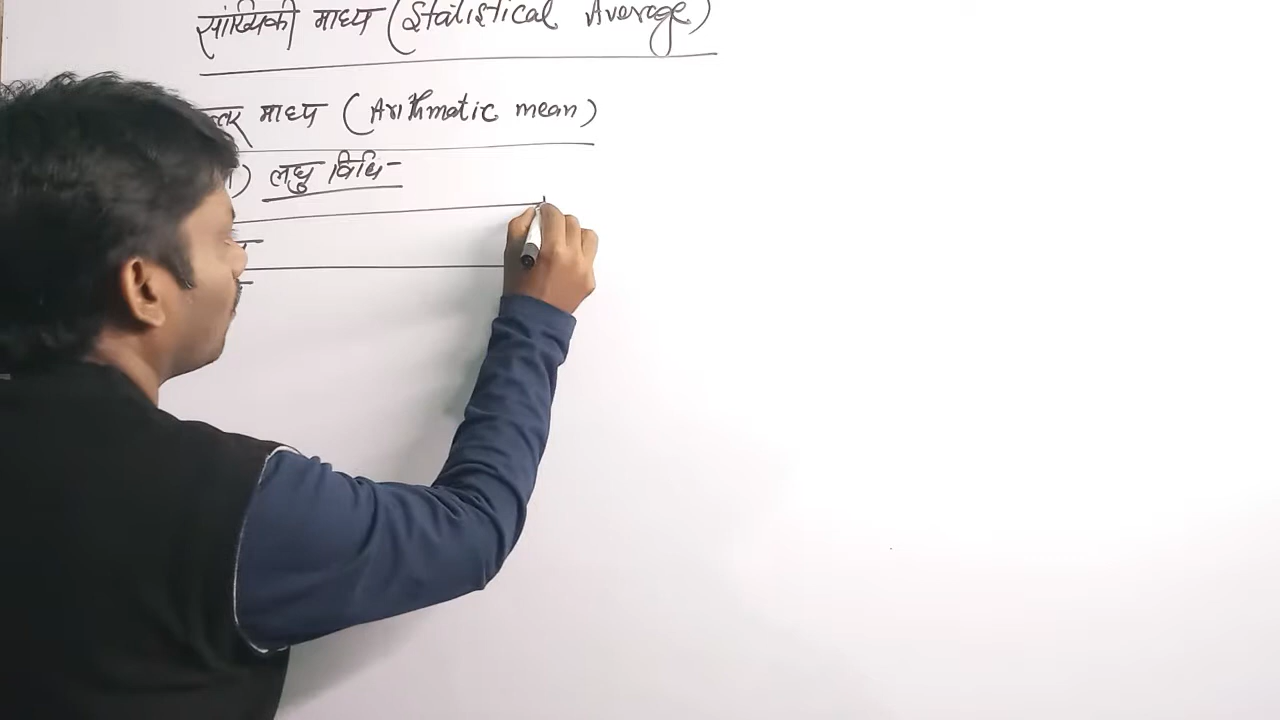 सांख्यिकी माध्य (Statistical Average)
माध्य (Arithmetic mean)
) लघु विधि-